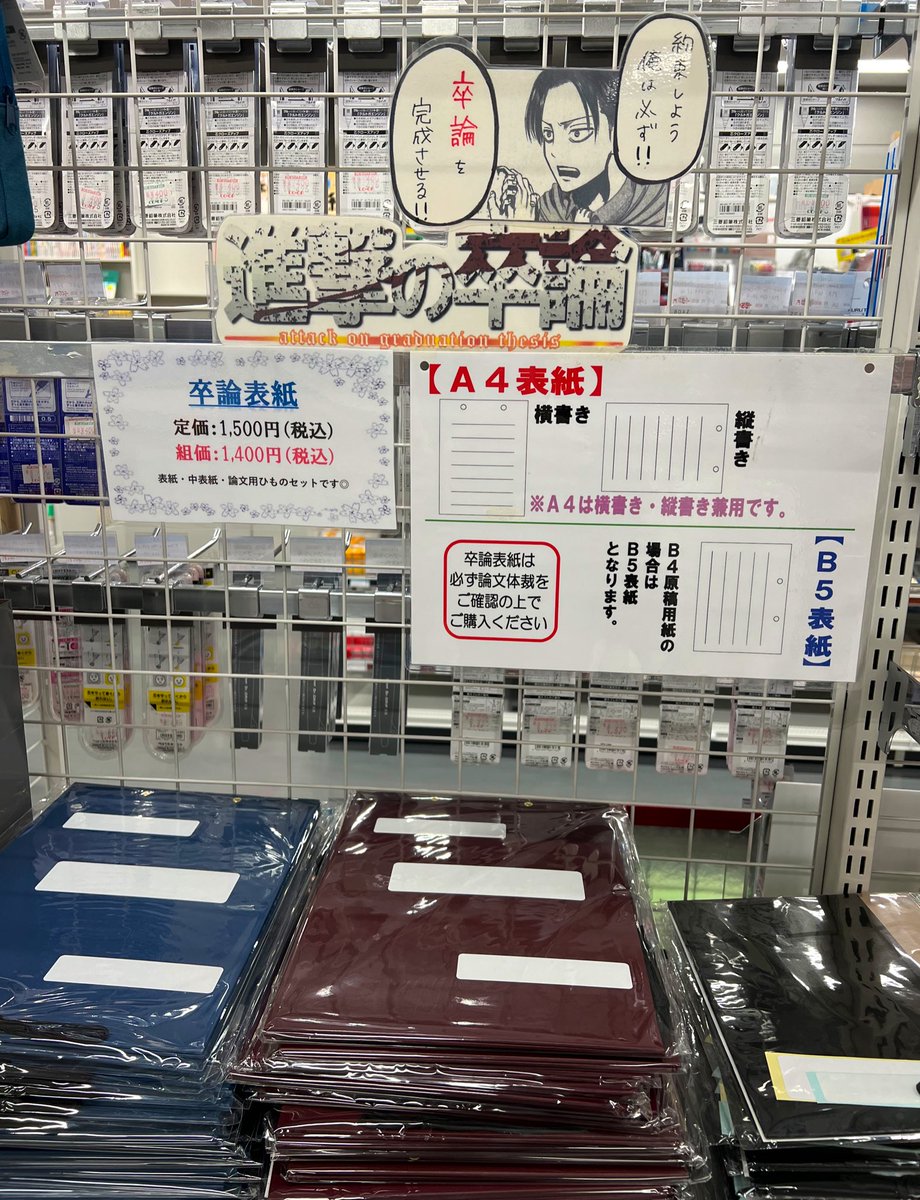 約束しよう
俺は必ず!!
卒論を
完成させる!!
進撃の卒論
attack on graduation thesis
卒論表紙
定価:1,500円(税込)
組価:1,400円(税込)
表紙・中表紙・論文用ひものセットです◎
【A4表紙】
横書き
縦書き
※A4は横書き・縦書き兼用です。
【B5表紙】
B4原稿用紙の
場合は
B5表紙
となります。
卒論表紙は
必ず論文体裁を
ご確認の上で
ご購入ください